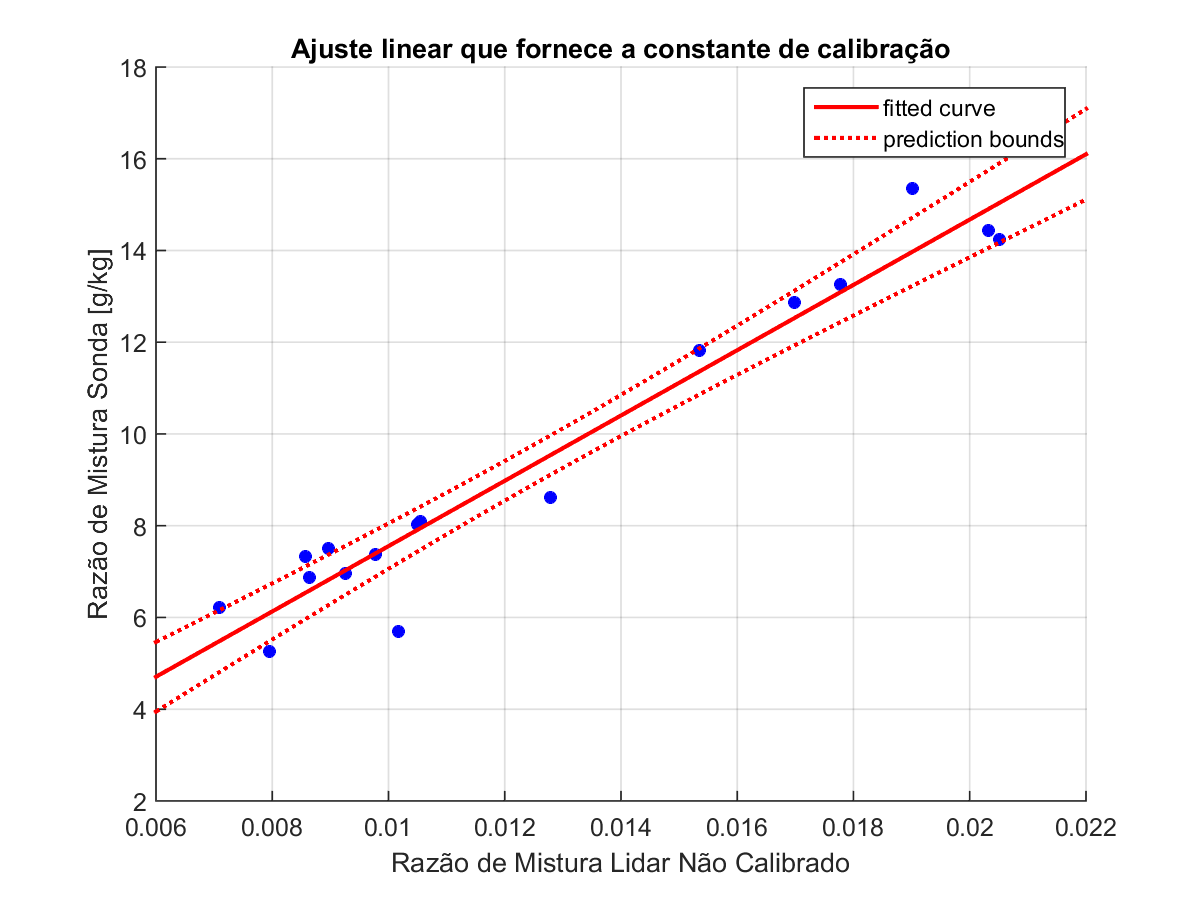 Ajuste linear que fornece a constante de calibração
fitted curve
prediction bounds
Razão de Mistura Sonda [g/kg]
18
16
14
12
10
8
6
4
2
0.006 0.008 0.01 0.012 0.014 0.016 0.018 0.02 0.022
Razão de Mistura Lidar Não Calibrado